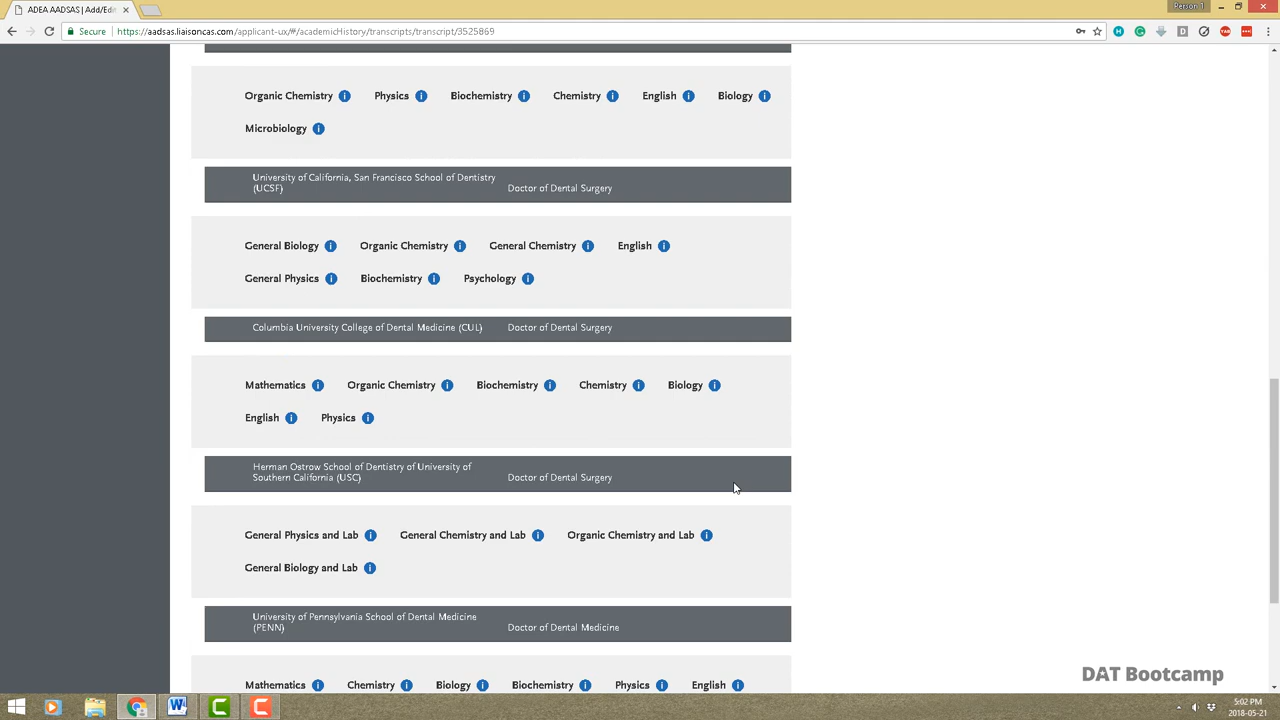 ADEA AADSAS | Add/Edi
Person 1
Secure https://aadsas.liaisoncas.com/applicant-ux/#/academicHistory/transcripts/transcript/3525869
Organic Chemistry i Physics i Biochemistry i Chemistry i English i Biology i
Microbiology i
University of California, San Francisco School of Dentistry
(UCSF)
Doctor of Dental Surgery
General Biology i Organic Chemistry i General Chemistry i English i
General Physics i Biochemistry i Psychology i
Columbia University College of Dental Medicine (CUL) Doctor of Dental Surgery
Mathematics i Organic Chemistry i Biochemistry i Chemistry i Biology i
English i Physics i
Herman Ostrow School of Dentistry of University of
Southern California (USC)
Doctor of Dental Surgery
General Physics and Lab i General Chemistry and Lab i Organic Chemistry and Lab i
General Biology and Lab i
University of Pennsylvania School of Dental Medicine
(PENN)
Doctor of Dental Medicine
Mathematics i Chemistry i Biology i Biochemistry i Physics i English i
DAT Bootcamp
5:02 PM
2018-05-21